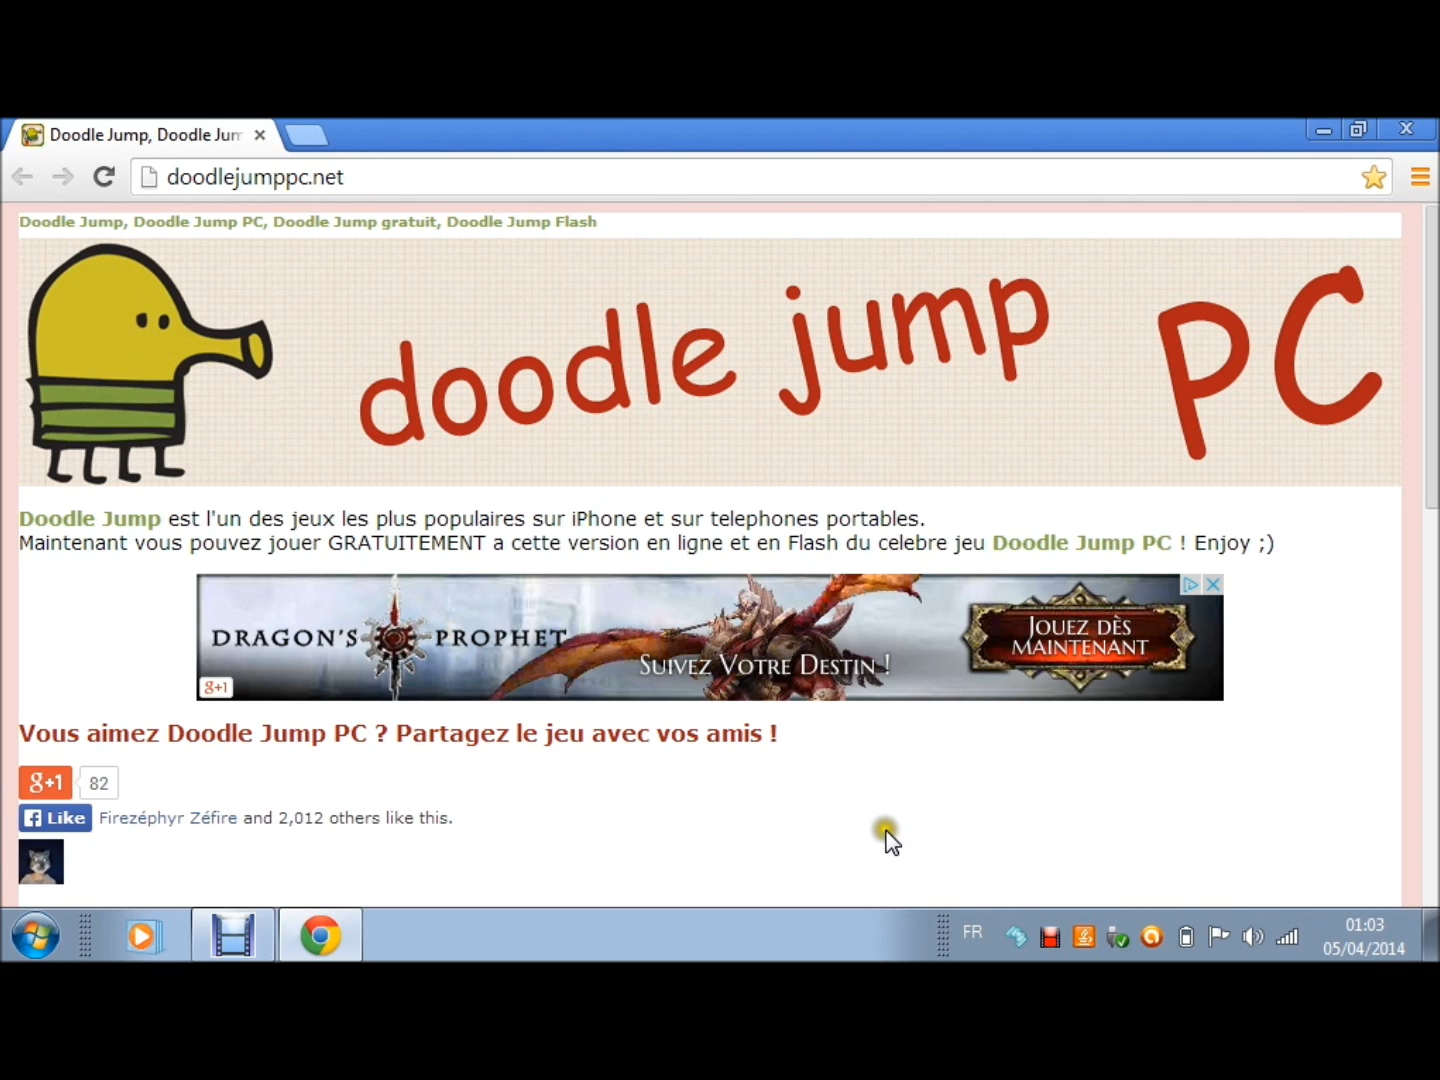 Doodle Jump, Doodle Jum
doodlejumppc.net
Doodle Jump, Doodle Jump PC, Doodle Jump gratuit, Doodle Jump Flash
doodle jump PC
Doodle Jump est l'un des jeux les plus populaires sur iPhone et sur telephones portables.
Maintenant vous pouvez jouer GRATUITEMENT a cette version en ligne et en Flash du celebre jeu Doodle Jump PC ! Enjoy ;)
DRAGON'S PROPHET
SUIVEZ VOTRE DESTIN !
JOUEZ DÈS
MAINTENANT
g+1
Vous aimez Doodle Jump PC ? Partagez le jeu avec vos amis !
g+1 82
f Like Firezéphyr Zéfire and 2,012 others like this.
FR
01:03
05/04/2014